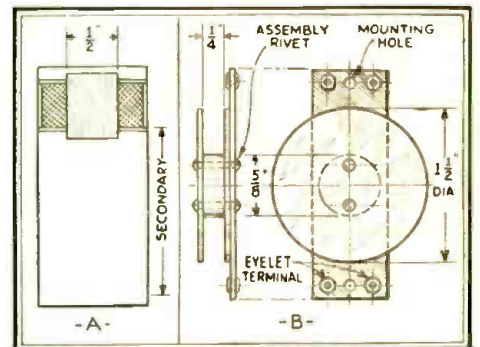 1/2"
1/4"
ASSEMBLY
RIVET
MOUNTING
HOLE
SECONDARY
5/8"
1 1/2"
DIA
EYELET
TERMINAL
-A-
-B-